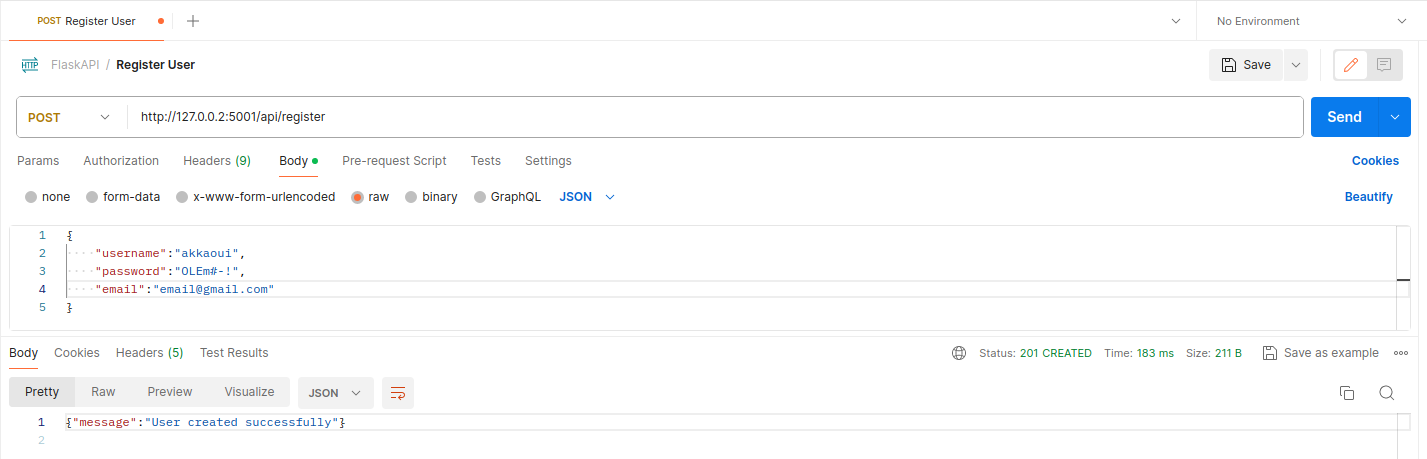 POST Register User
No Environment
HTTP FlaskAPI / Register User
Save
POST http://127.0.0.2:5001/api/register
Send
Params Authorization Headers (9) Body Pre-request Script Tests Settings Cookies
none form-data x-www-form-urlencoded raw binary GraphQL JSON Beautify
1 {
2 "username":"akkaoui",
3 "password":"OLEm#-!",
4 "email":"email@gmail.com"
5 }
Body Cookies Headers (5) Test Results Status: 201 CREATED Time: 183 ms Size: 211 B Save as example
Pretty Raw Preview Visualize JSON
1 {"message":"User created successfully"}
2